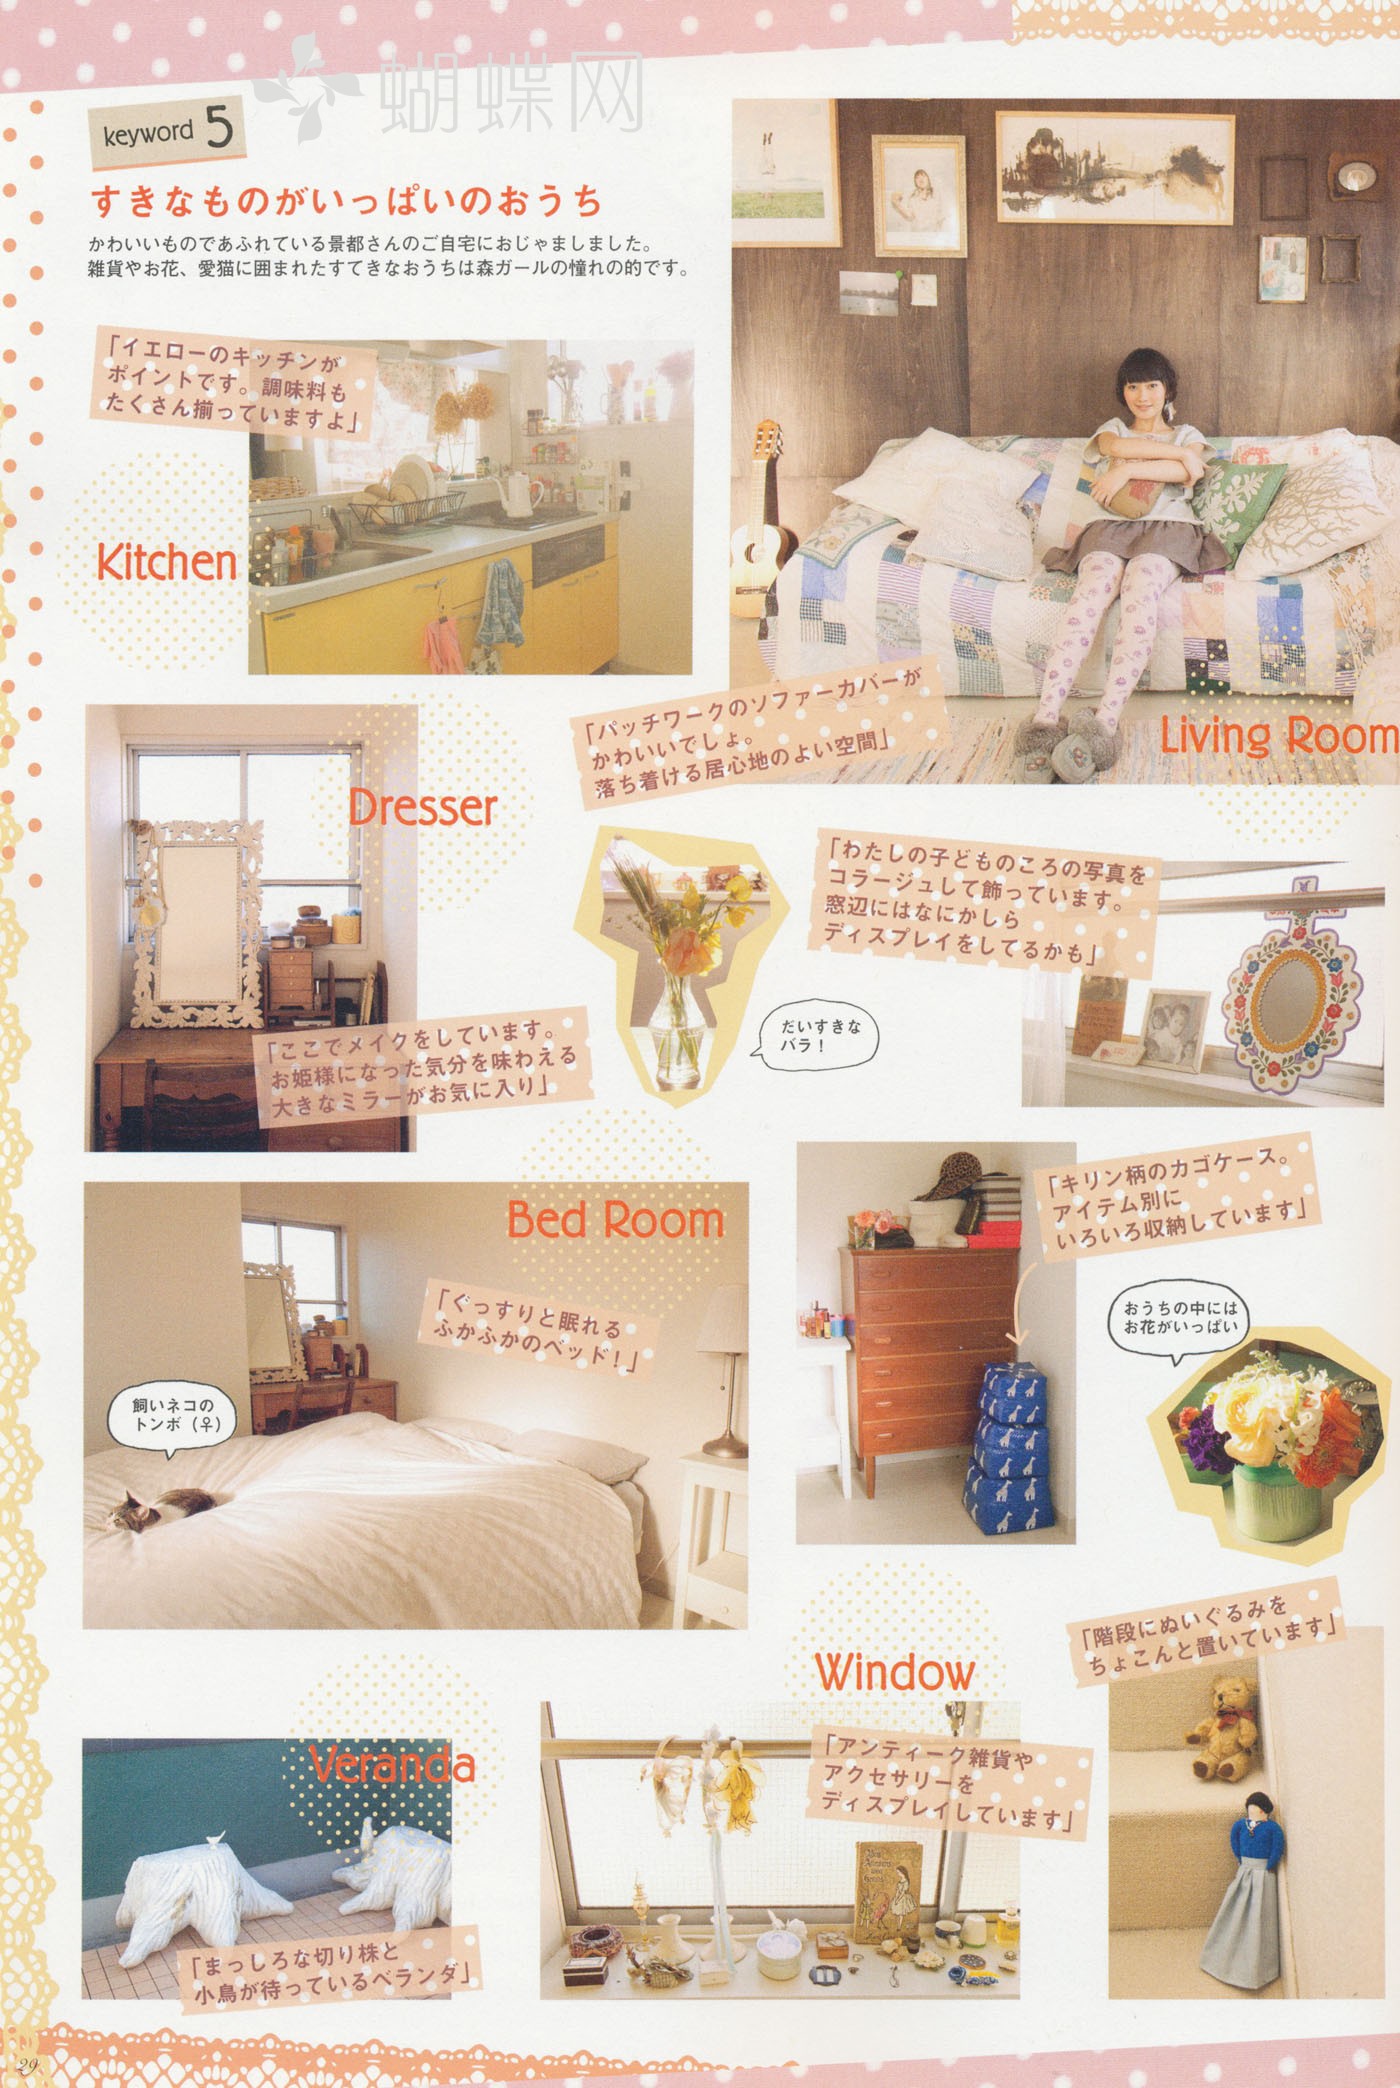 蝴蝶网
keyword 5
すきなものがいっぱいのおうち
かわいいものであふれている景都さんのご自宅におじゃましました。
雑貨やお花、愛猫に囲まれたすてきなおうちは森ガールの憧れの的です。
「イエローのキッチンが
ポイントです。調味料も
たくさん揃っていますよ」
Kitchen
「パッチワークのソファーカバーが
かわいいでしょ。
落ち着ける居心地のよい空間」
Living Room
Dresser
「ここでメイクをしています。
お姫様になった気分を味わえる
大きなミラーがお気に入り」
だいすきな
バラ！
「わたしの子どものころの写真を
コラージュして飾っています。
窓辺にはなにかしら
ディスプレイをしてるかも」
Bed Room
「ぐっすりと眠れる
ふかふかのベッド！」
飼いネコの
トンボ（♀）
「キリン柄のカゴケース。
アイテム別に
いろいろ収納しています」
おうちの中には
お花がいっぱい
Window
「アンティーク雑貨や
アクセサリーを
ディスプレイしています」
「階段にぬいぐるみを
ちょこんと置いています」
Veranda
「まっしろな切り株と
小鳥が待っているベランダ」
29